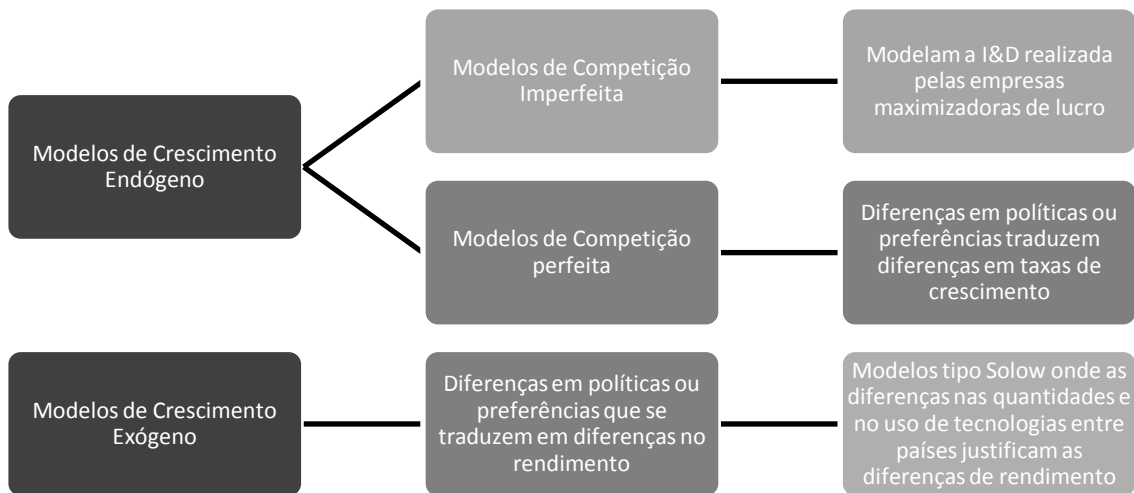 Modelos de Crescimento
Endógeno
Modelos de Competição
Imperfeita
Modelam a I&D realizada
pelas empresas
maximizadoras de lucro
Modelos de Competição
perfeita
Diferenças em políticas ou
preferências traduzem
diferenças em taxas de
crescimento
Modelos de Crescimento
Exógeno
Diferenças em políticas ou
preferências que se
traduzem em diferenças no
rendimento
Modelos tipo Solow onde as
diferenças nas quantidades e
no uso de tecnologias entre
países justificam as
diferenças de rendimento